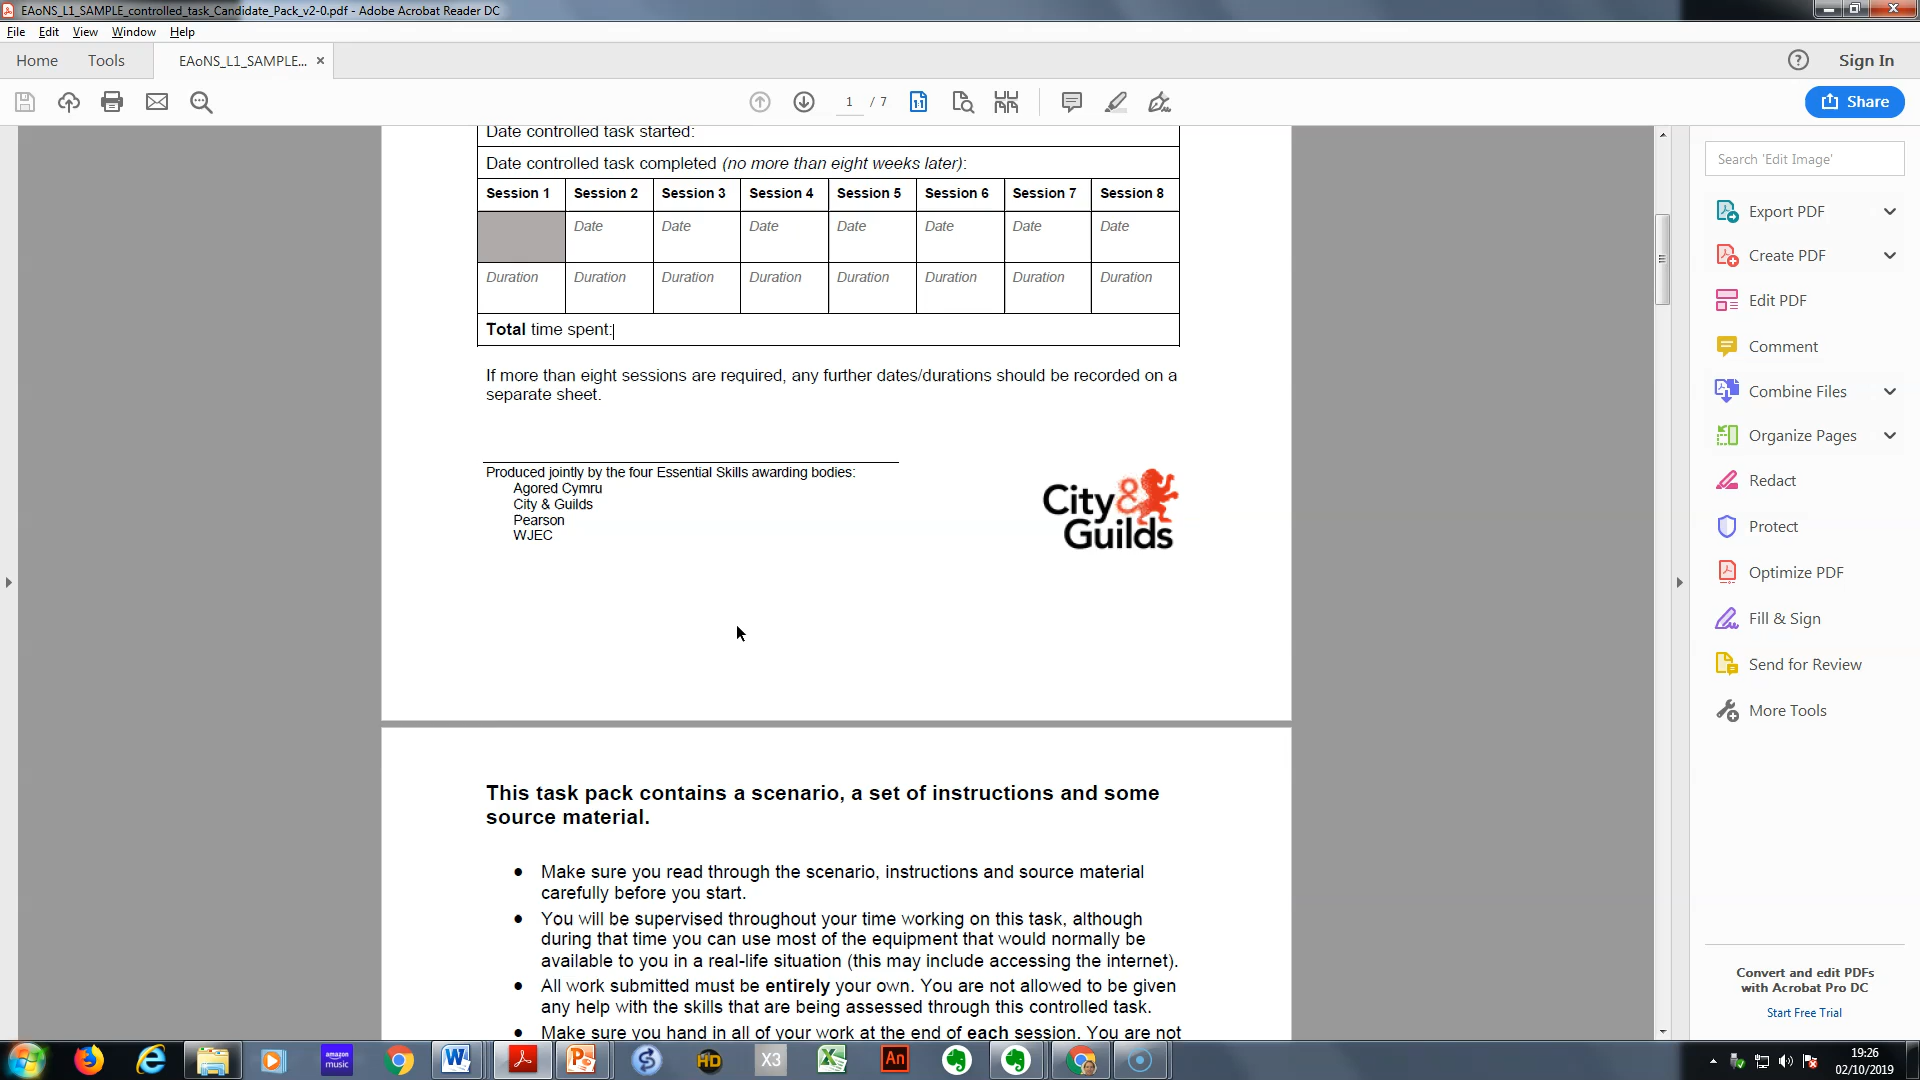 EAoNS_L1_SAMPLE_controlled_task_Candidate_Pack_v2-0.pdf - Adobe Acrobat Reader DC
File Edit View Window Help
Home Tools EAoNS_L1_SAMPLE... ×
Sign In
1 / 7
Share
Date controlled task started:
Date controlled task completed (no more than eight weeks later):
Session 1 Session 2 Session 3 Session 4 Session 5 Session 6 Session 7 Session 8
Date Date Date Date Date Date Date
Duration Duration Duration Duration Duration Duration Duration Duration
Total time spent:
If more than eight sessions are required, any further dates/durations should be recorded on a
separate sheet.
Produced jointly by the four Essential Skills awarding bodies:
Agored Cymru
City & Guilds
Pearson
WJEC
City &
Guilds
This task pack contains a scenario, a set of instructions and some
source material.
• Make sure you read through the scenario, instructions and source material
carefully before you start.
• You will be supervised throughout your time working on this task, although
during that time you can use most of the equipment that would normally be
available to you in a real-life situation (this may include accessing the internet).
• All work submitted must be entirely your own. You are not allowed to be given
any help with the skills that are being assessed through this controlled task.
• Make sure you hand in all of your work at the end of each session. You are not
Search 'Edit Image'
Export PDF
Create PDF
Edit PDF
Comment
Combine Files
Organize Pages
Redact
Protect
Optimize PDF
Fill & Sign
Send for Review
More Tools
Convert and edit PDFs
with Acrobat Pro DC
Start Free Trial
amazon
music
HD
X3
An
19:26
02/10/2019